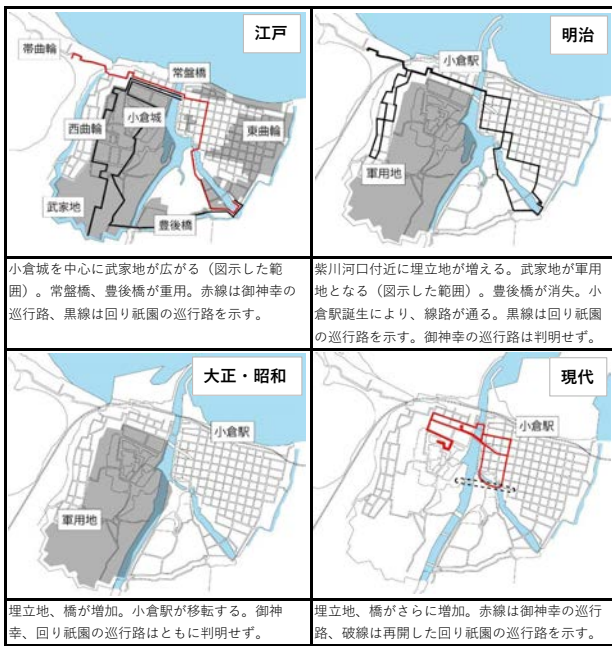 江戸
帯曲輪
常盤橋
小倉城
西曲輪
東曲輪
武家地
豊後橋
小倉城を中心に武家地が広がる（図示した範
囲）。常盤橋、豊後橋が重用。赤線は御神幸の
巡行路、黒線は回り祇園の巡行路を示す。
明治
小倉駅
軍用地
紫川河口付近に埋立地が増える。武家地が軍用
地となる（図示した範囲）。豊後橋が消失。小
倉駅誕生により、線路が通る。黒線は回り祇園
の巡行路を示す。御神幸の巡行路は判明せず。
大正・昭和
小倉駅
軍用地
埋立地、橋が増加。小倉駅が移転する。御神
幸、回り祇園の巡行路はともに判明せず。
現代
小倉駅
埋立地、橋がさらに増加。赤線は御神幸の巡行
路、破線は再開した回り祇園の巡行路を示す。